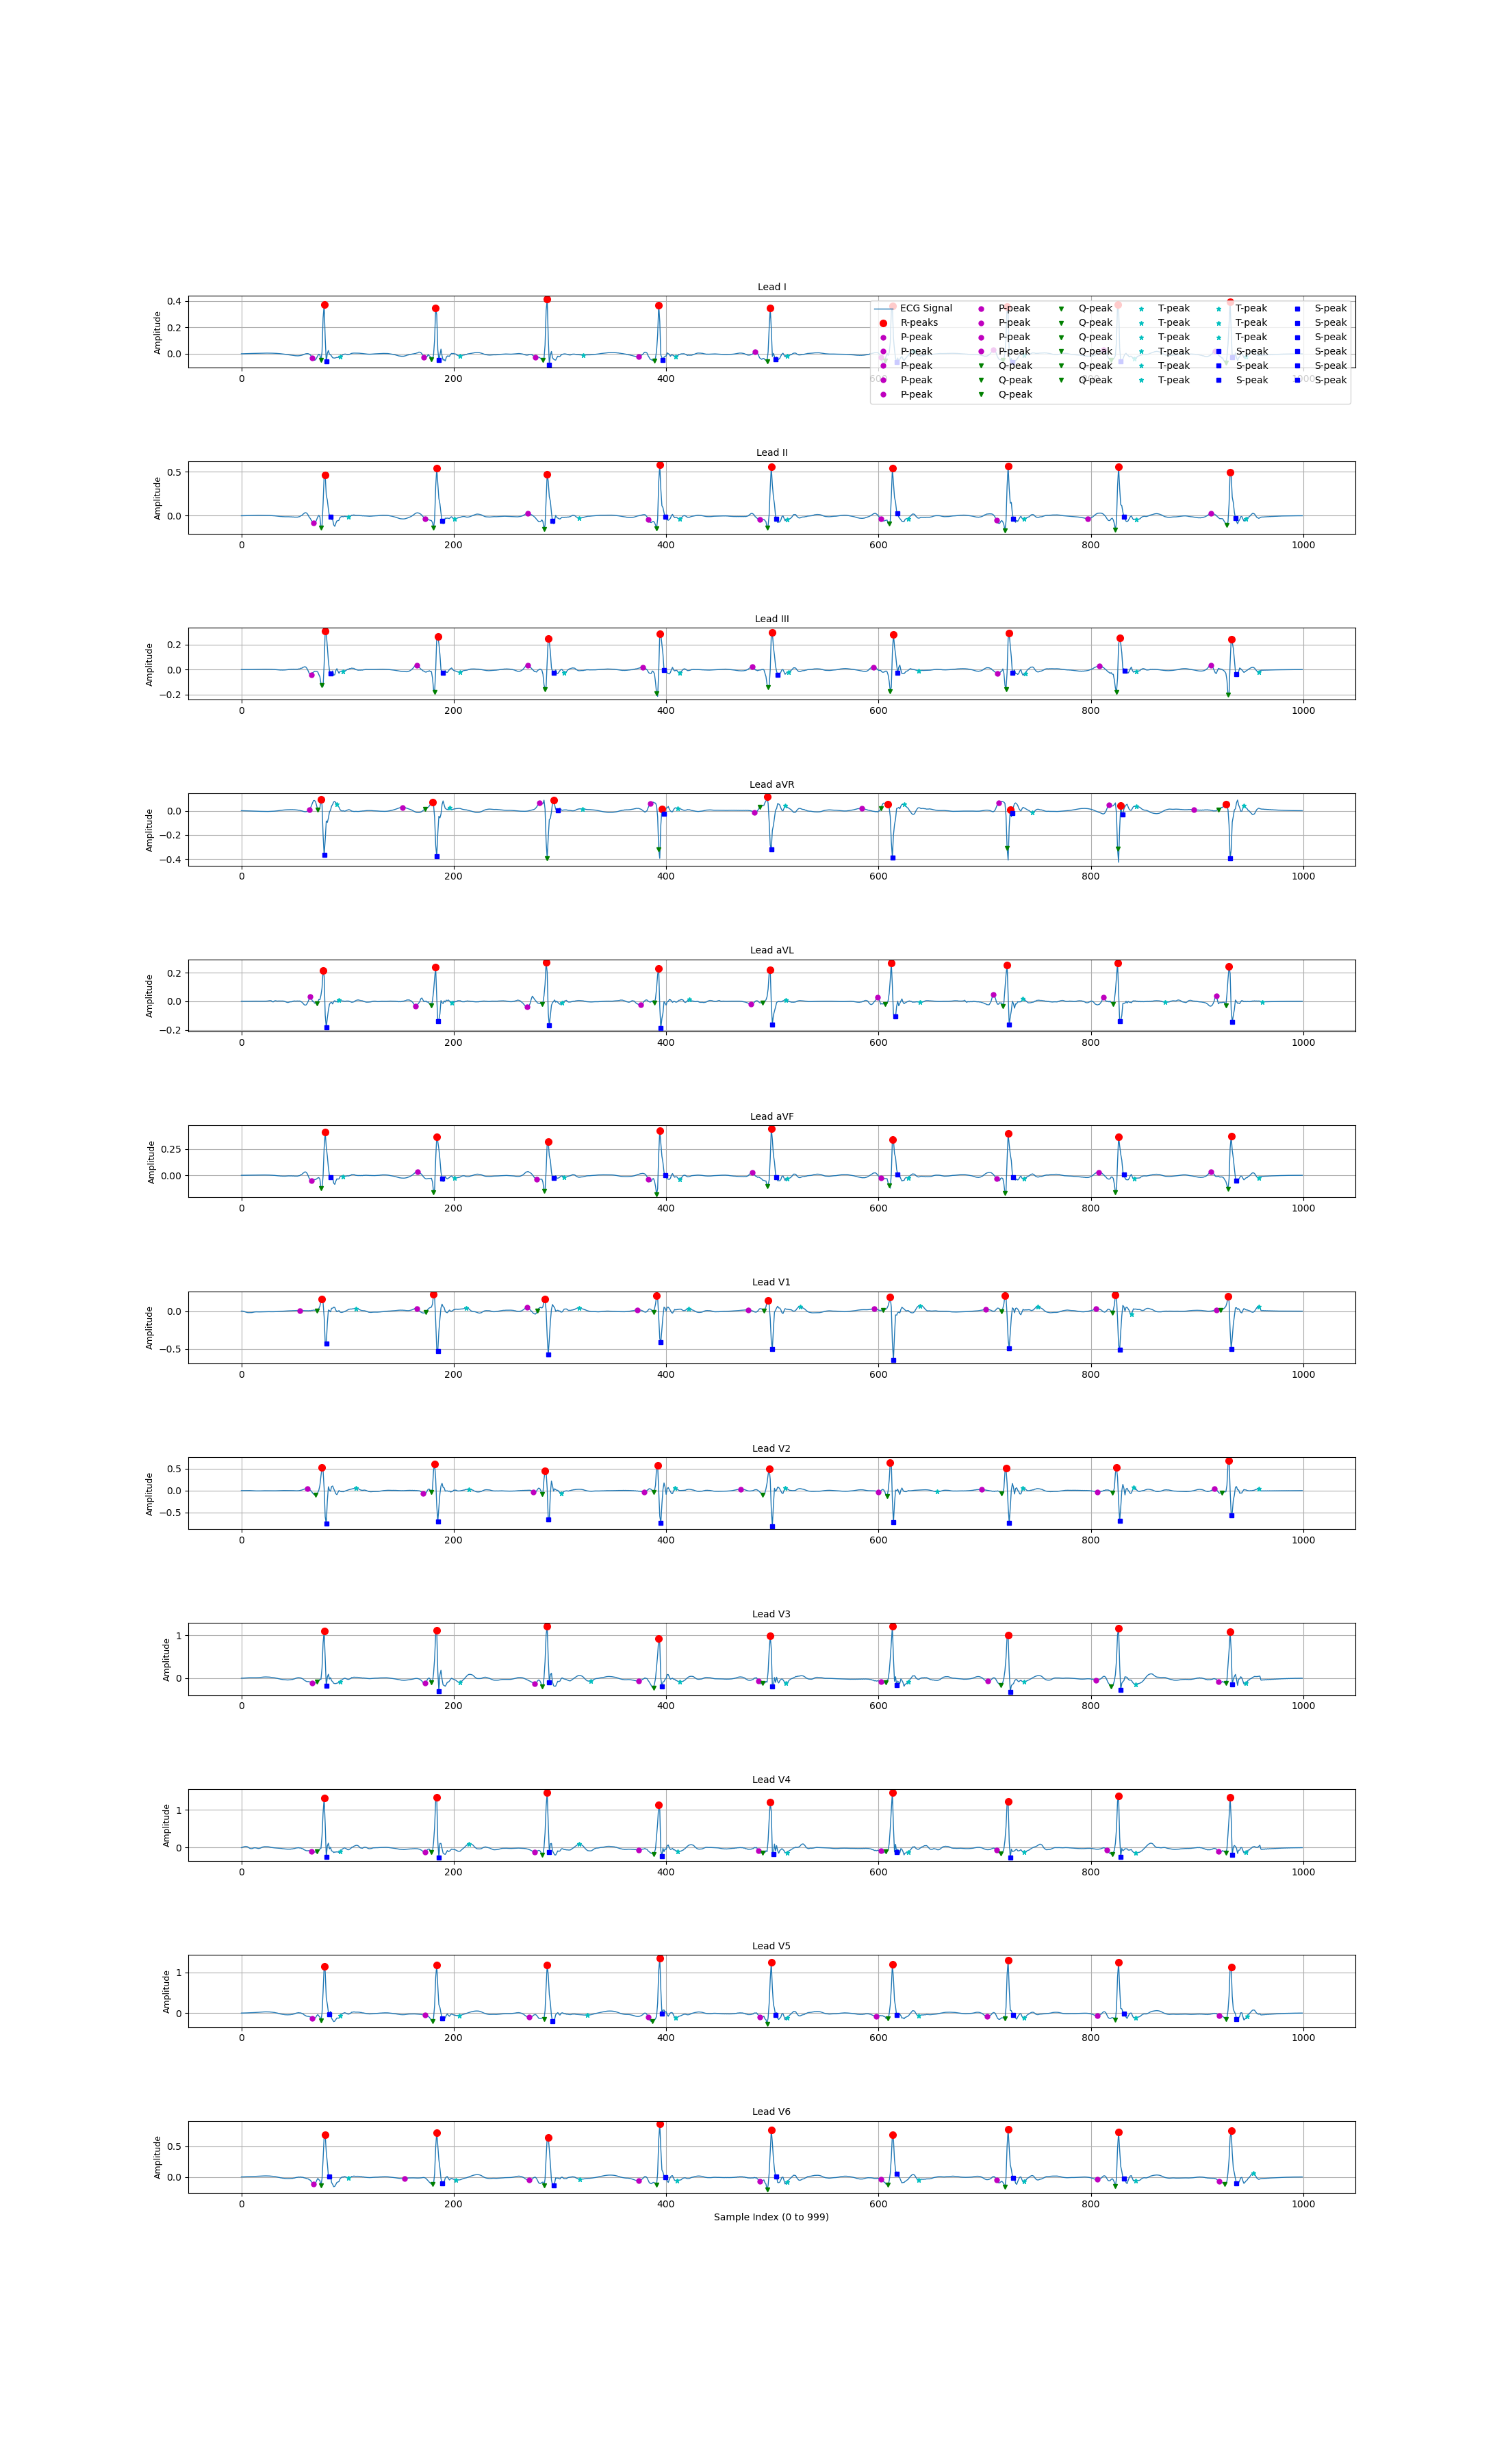 Lead I
Amplitude
0.4
0.2
0.0
0 200 400 600 1000
ECG Signal P-peak Q-peak T-peak T-peak S-peak
R-peaks P-peak Q-peak T-peak T-peak S-peak
P-peak P-peak Q-peak T-peak T-peak S-peak
P-peak P-peak Q-peak T-peak S-peak S-peak
P-peak Q-peak Q-peak T-peak S-peak S-peak
P-peak Q-peak Q-peak T-peak S-peak S-peak
P-peak Q-peak
Lead II
Amplitude
0.5
0.0
0 200 400 600 800 1000
Lead III
Amplitude
0.2
0.0
−0.2
0 200 400 600 800 1000
Lead aVR
Amplitude
0.0
−0.2
−0.4
0 200 400 600 800 1000
Lead aVL
Amplitude
0.2
0.0
−0.2
0 200 400 600 800 1000
Lead aVF
Amplitude
0.25
0.00
0 200 400 600 800 1000
Lead V1
Amplitude
0.0
−0.5
0 200 400 600 800 1000
Lead V2
Amplitude
0.5
0.0
−0.5
0 200 400 600 800 1000
Lead V3
Amplitude
1
0
0 200 400 600 800 1000
Lead V4
Amplitude
1
0
0 200 400 600 800 1000
Lead V5
Amplitude
1
0
0 200 400 600 800 1000
Lead V6
Amplitude
0.5
0.0
0 200 400 600 800 1000
Sample Index (0 to 999)